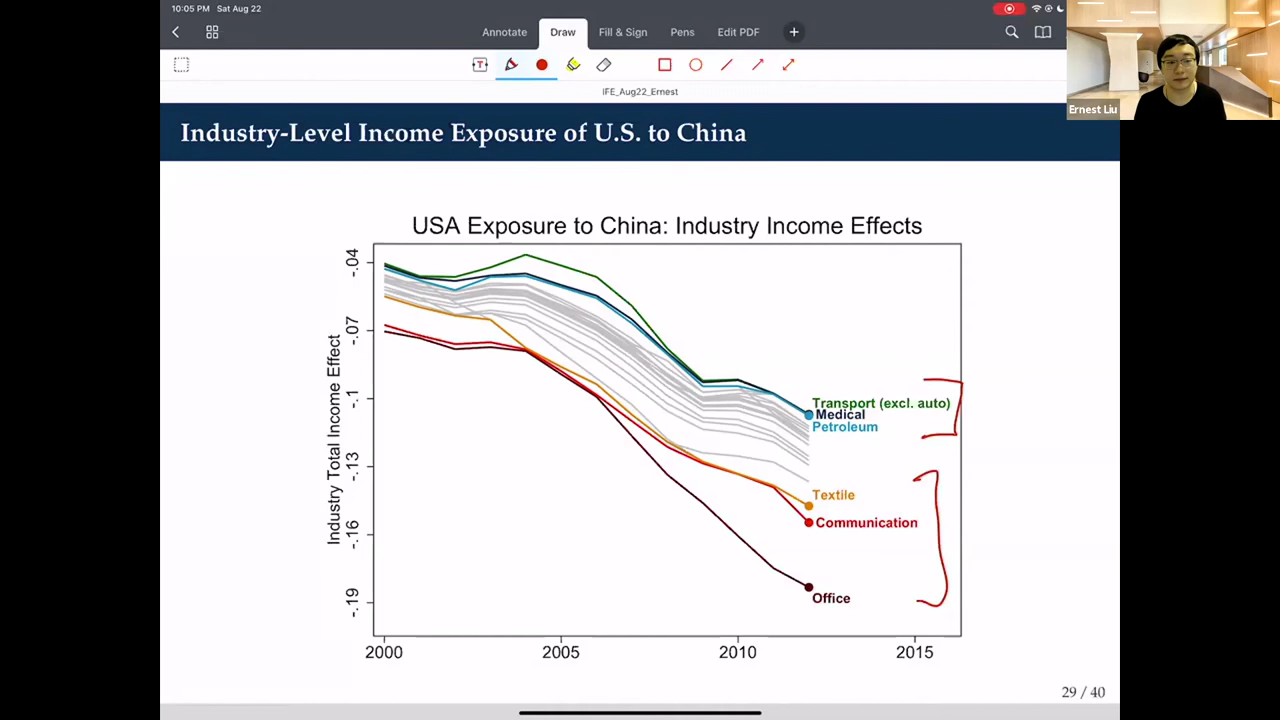 10:05 PM Sat Aug 22
Annotate Draw Fill & Sign Pens Edit PDF
T
IFE_Aug22_Ernest
Ernest Liu
Industry-Level Income Exposure of U.S. to China
USA Exposure to China: Industry Income Effects
Industry Total Income Effect
-.04
-.07
-.1
-.13
-.16
-.19
Transport (excl. auto)
Medical
Petroleum
Textile
Communication
Office
2000 2005 2010 2015
29 / 40